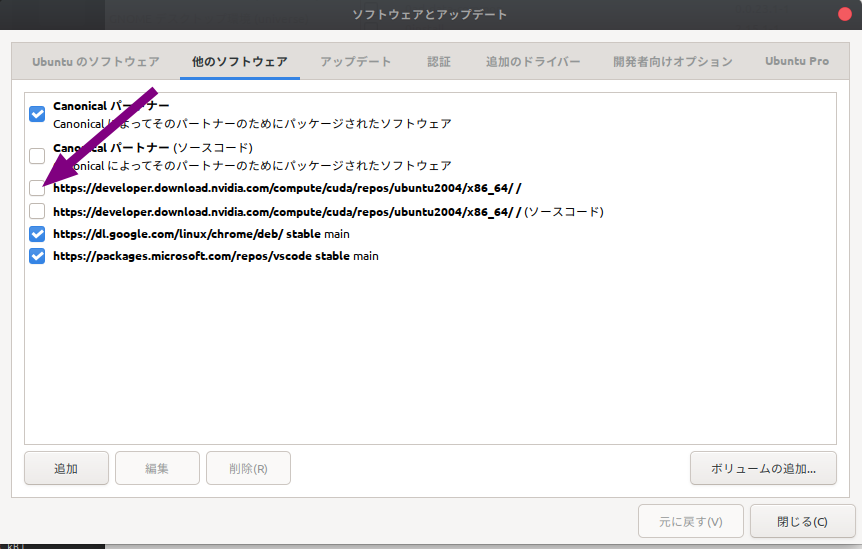 ソフトウェアとアップデート
Ubuntu のソフトウェア 他のソフトウェア アップデート 認証 追加のドライバー 開発者向けオプション Ubuntu Pro
Canonical パートナー
Canonical によってそのパートナーのためにパッケージされたソフトウェア
Canonical パートナー (ソースコード)
Canonical によってそのパートナーのためにパッケージされたソフトウェア
https://developer.download.nvidia.com/compute/cuda/repos/ubuntu2004/x86_64/ /
https://developer.download.nvidia.com/compute/cuda/repos/ubuntu2004/x86_64/ / (ソースコード)
https://dl.google.com/linux/chrome/deb/ stable main
https://packages.microsoft.com/repos/vscode stable main
追加 編集 削除(R) ボリュームの追加...
元に戻す(V) 閉じる(C)